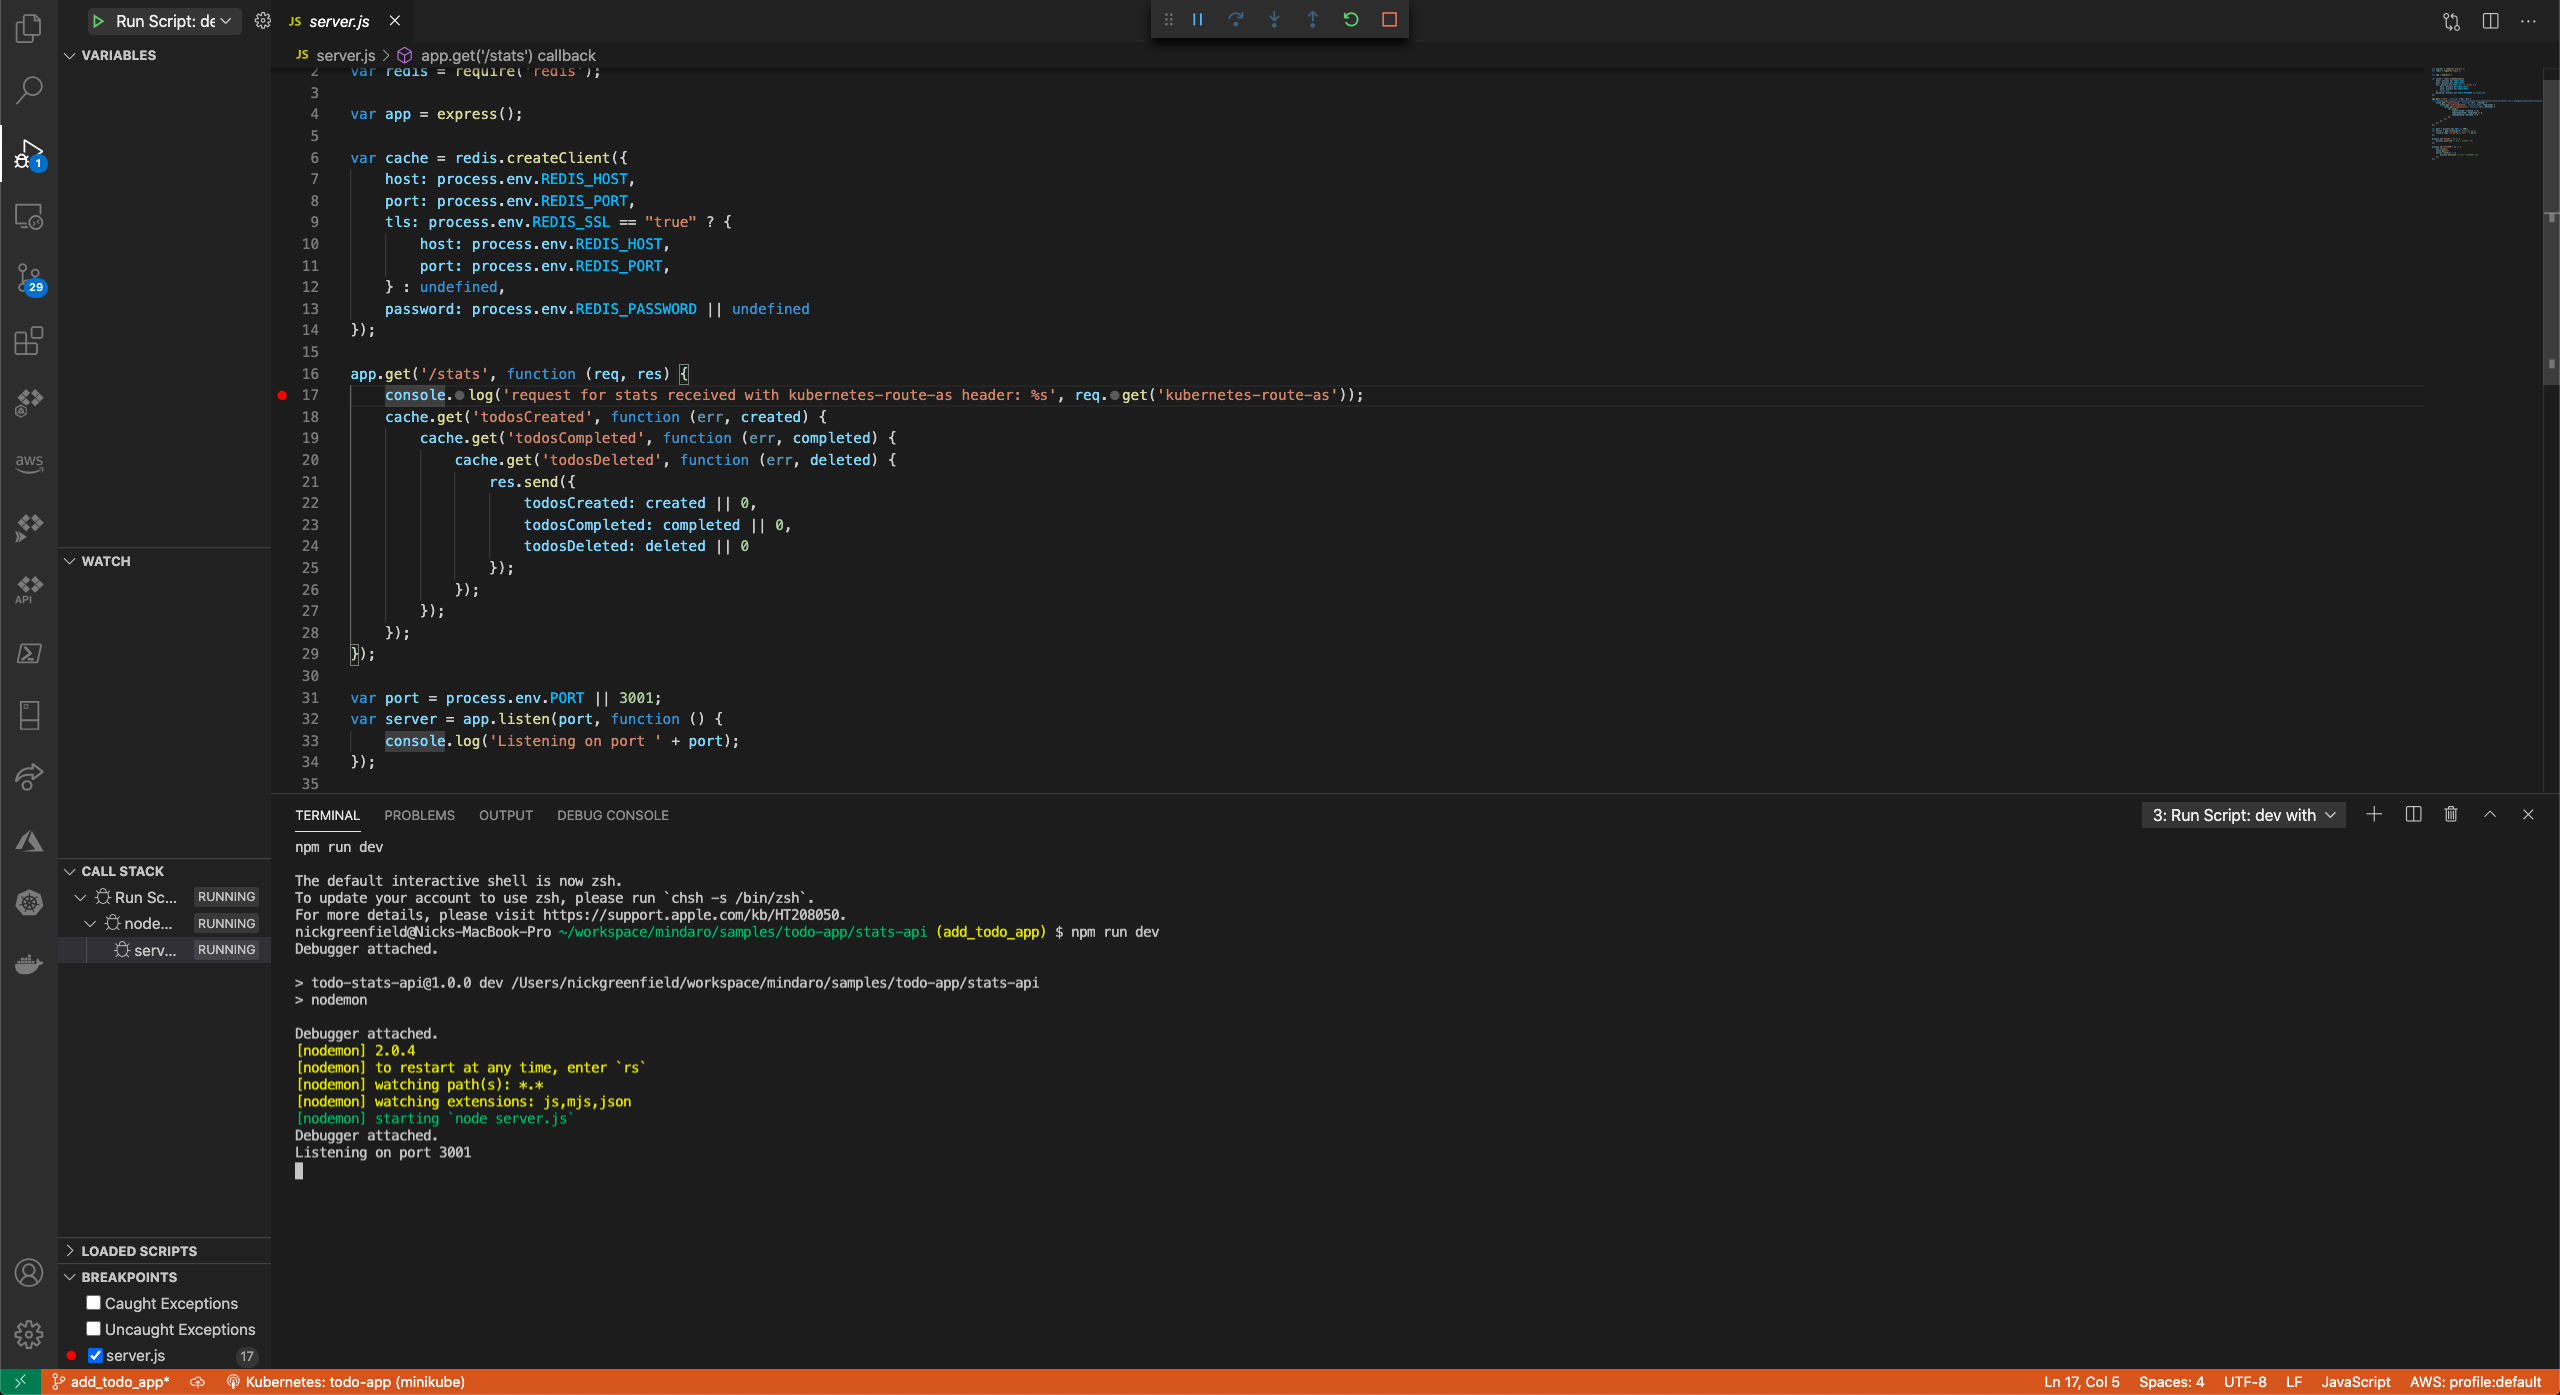 Run Script: de
JS server.js
VARIABLES
JS server.js > app.get('/stats') callback
2 var redis = require('redis');
3
4 var app = express();
5
6 var cache = redis.createClient({
7 host: process.env.REDIS_HOST,
8 port: process.env.REDIS_PORT,
9 tls: process.env.REDIS_SSL == "true" ? {
10 host: process.env.REDIS_HOST,
11 port: process.env.REDIS_PORT,
12 } : undefined,
13 password: process.env.REDIS_PASSWORD || undefined
14 });
15
16 app.get('/stats', function (req, res) {
17 console.log('request for stats received with kubernetes-route-as header: %s', req.get('kubernetes-route-as'));
18 cache.get('todosCreated', function (err, created) {
19 cache.get('todosCompleted', function (err, completed) {
20 cache.get('todosDeleted', function (err, deleted) {
21 res.send({
22 todosCreated: created || 0,
23 todosCompleted: completed || 0,
24 todosDeleted: deleted || 0
25 });
26 });
27 });
28 });
29 });
30
31 var port = process.env.PORT || 3001;
32 var server = app.listen(port, function () {
33 console.log('Listening on port ' + port);
34 });
35
1
29
aws
API
WATCH
CALL STACK
Run Sc... RUNNING
node... RUNNING
serv... RUNNING
LOADED SCRIPTS
BREAKPOINTS
Caught Exceptions
Uncaught Exceptions
server.js 17
TERMINAL PROBLEMS OUTPUT DEBUG CONSOLE
3: Run Script: dev with
npm run dev
The default interactive shell is now zsh.
To update your account to use zsh, please run `chsh -s /bin/zsh`.
For more details, please visit https://support.apple.com/kb/HT208050.
nickgreenfield@Nicks-MacBook-Pro ~/workspace/mindaro/samples/todo-app/stats-api (add_todo_app) $ npm run dev
Debugger attached.
> todo-stats-api@1.0.0 dev /Users/nickgreenfield/workspace/mindaro/samples/todo-app/stats-api
> nodemon
Debugger attached.
[nodemon] 2.0.4
[nodemon] to restart at any time, enter `rs`
[nodemon] watching path(s): *.*
[nodemon] watching extensions: js,mjs,json
[nodemon] starting `node server.js`
Debugger attached.
Listening on port 3001
add_todo_app* Kubernetes: todo-app (minikube)
Ln 17, Col 5 Spaces: 4 UTF-8 LF JavaScript AWS: profile:default